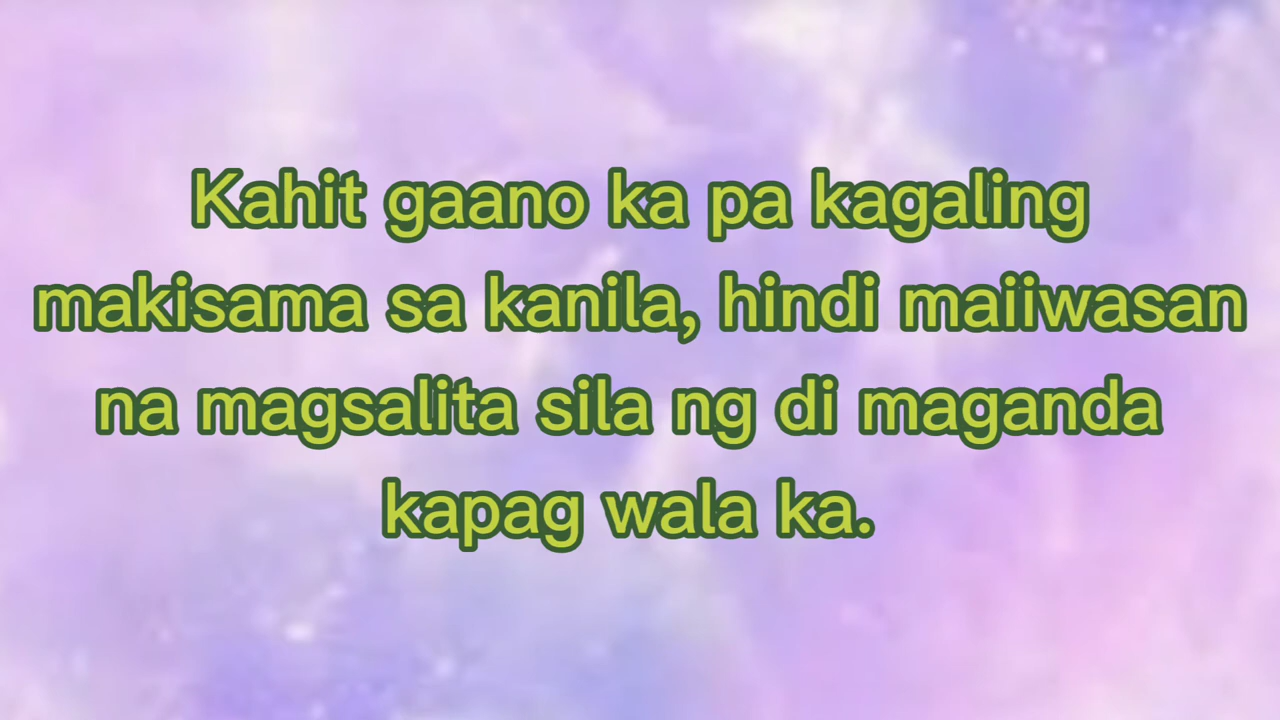 Kahit gaano ka pa kagaling
makisama sa kanila, hindi maiiwasan
na magsalita sila ng di maganda
kapag wala ka.